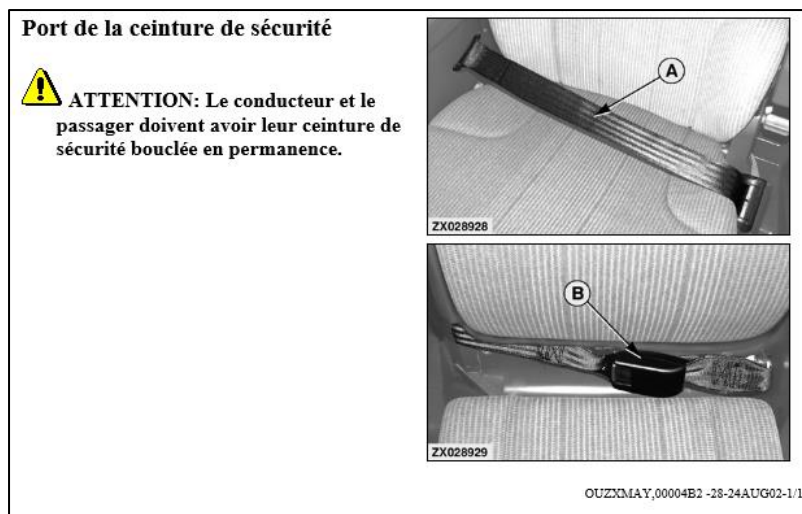 Port de la ceinture de sécurité
ATTENTION: Le conducteur et le
passager doivent avoir leur ceinture de
sécurité bouclée en permanence.
A
ZX028928
B
ZX028929
OUZXMAY,00004B2 -28-24AUG02-1/1